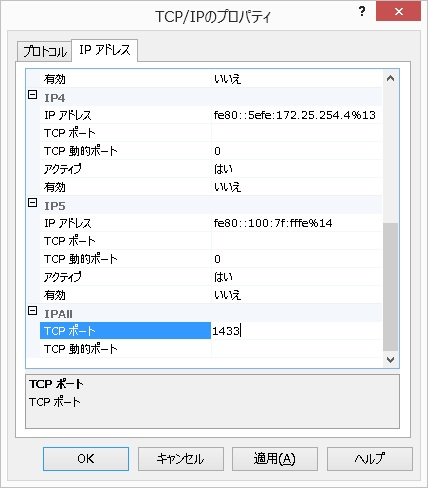 TCP/IPのプロパティ
? ×
プロトコル IP アドレス
有効 いいえ
IP4
IP アドレス fe80::5efe:172.25.254.4%13
TCP ポート
TCP 動的ポート 0
アクティブ はい
有効 いいえ
IP5
IP アドレス fe80::100:7f:fffe%14
TCP ポート
TCP 動的ポート 0
アクティブ はい
有効 いいえ
IPAll
TCP ポート 1433
TCP 動的ポート
TCP ポート
TCP ポート
OK キャンセル 適用(A) ヘルプ